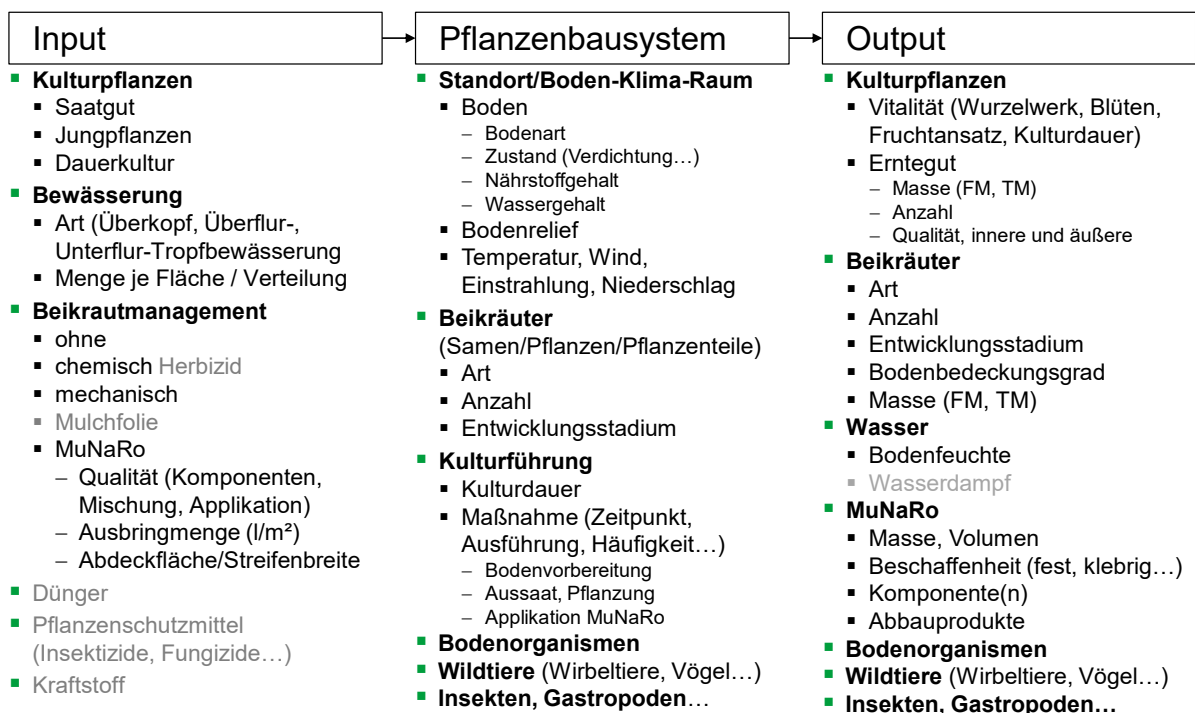 Input
Kulturpflanzen
Saatgut
Jungpflanzen
Dauerkultur
Bewässerung
Art (Überkopf, Überflur-,
Unterflur-Tropfbewässerung
Menge je Fläche / Verteilung
Beikrautmanagement
ohne
chemisch Herbizid
mechanisch
Mulchfolie
MuNaRo
– Qualität (Komponenten,
Mischung, Applikation)
– Ausbringmenge (l/m²)
– Abdeckfläche/Streifenbreite
Dünger
Pflanzenschutzmittel
(Insektizide, Fungizide…)
Kraftstoff
Pflanzenbausystem
Standort/Boden-Klima-Raum
Boden
– Bodenart
– Zustand (Verdichtung…)
– Nährstoffgehalt
– Wassergehalt
Bodenrelief
Temperatur, Wind,
Einstrahlung, Niederschlag
Beikräuter
(Samen/Pflanzen/Pflanzenteile)
Art
Anzahl
Entwicklungsstadium
Kulturführung
Kulturdauer
Maßnahme (Zeitpunkt,
Ausführung, Häufigkeit…)
– Bodenvorbereitung
– Aussaat, Pflanzung
– Applikation MuNaRo
Bodenorganismen
Wildtiere (Wirbeltiere, Vögel…)
Insekten, Gastropoden…
Output
Kulturpflanzen
Vitalität (Wurzelwerk, Blüten,
Fruchtansatz, Kulturdauer)
Erntegut
– Masse (FM, TM)
– Anzahl
– Qualität, innere und äußere
Beikräuter
Art
Anzahl
Entwicklungsstadium
Bodenbedeckungsgrad
Masse (FM, TM)
Wasser
Bodenfeuchte
Wasserdampf
MuNaRo
Masse, Volumen
Beschaffenheit (fest, klebrig…)
Komponente(n)
Abbauprodukte
Bodenorganismen
Wildtiere (Wirbeltiere, Vögel…)
Insekten, Gastropoden…